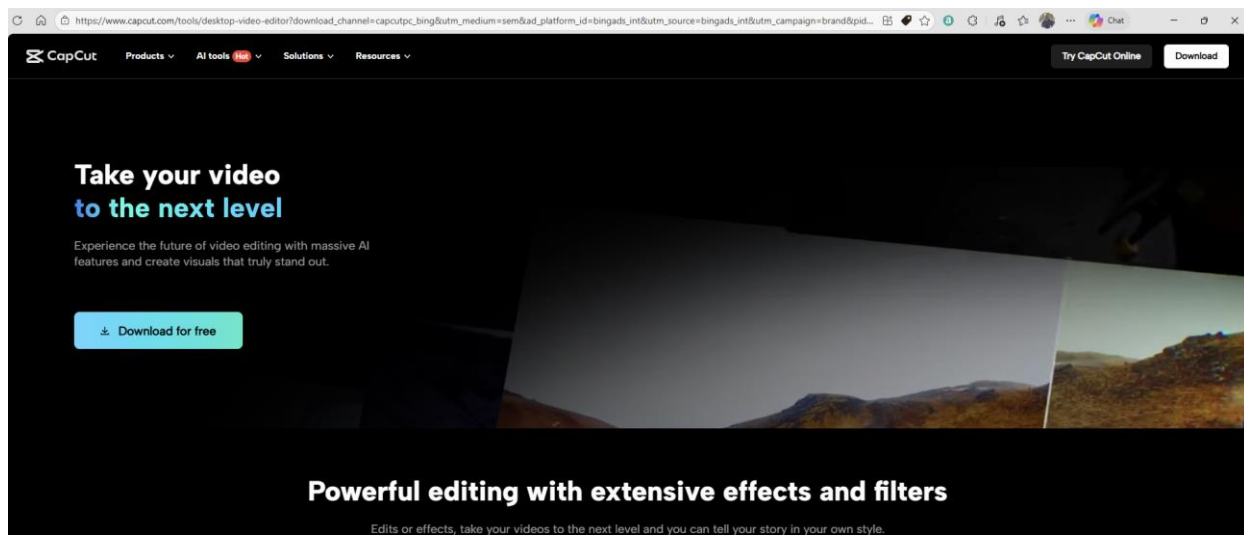 https://www.capcut.com/tools/desktop-video-editor?download_channel=capcutpc_bing&utm_medium=sem&ad_platform_id=bingads_int&utm_source=bingads_int&utm_campaign=brand&pid...
Chat
CapCut Products AI tools Hot Solutions Resources Try CapCut Online Download
Take your video
to the next level
Experience the future of video editing with massive AI
features and create visuals that truly stand out.
Download for free
Powerful editing with extensive effects and filters
Edits or effects, take your videos to the next level and you can tell your story in your own style.